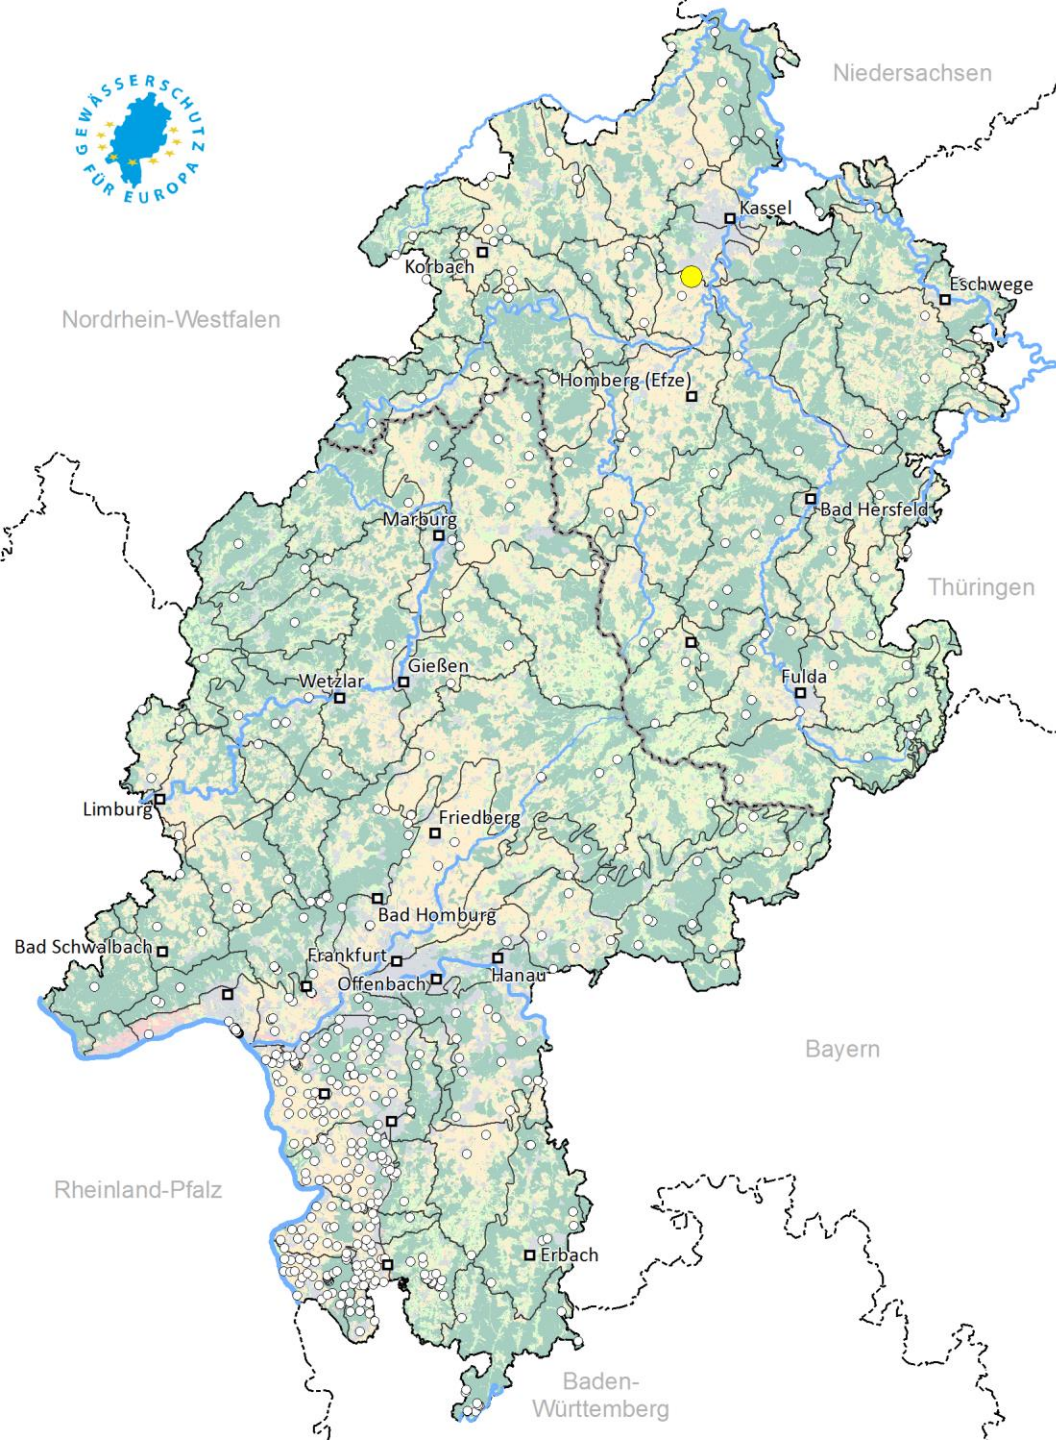 GEWÄSSERSCHUTZ
FÜR EUROPA
Niedersachsen
Kassel
Korbach
Eschwege
Nordrhein-Westfalen
Homberg (Efze)
Bad Hersfeld
Marburg
Thüringen
Gießen
Wetzlar
Fulda
Limburg
Friedberg
Bad Homburg
Bad Schwalbach
Frankfurt
Hanau
Offenbach
Bayern
Rheinland-Pfalz
Erbach
Baden-
Württemberg